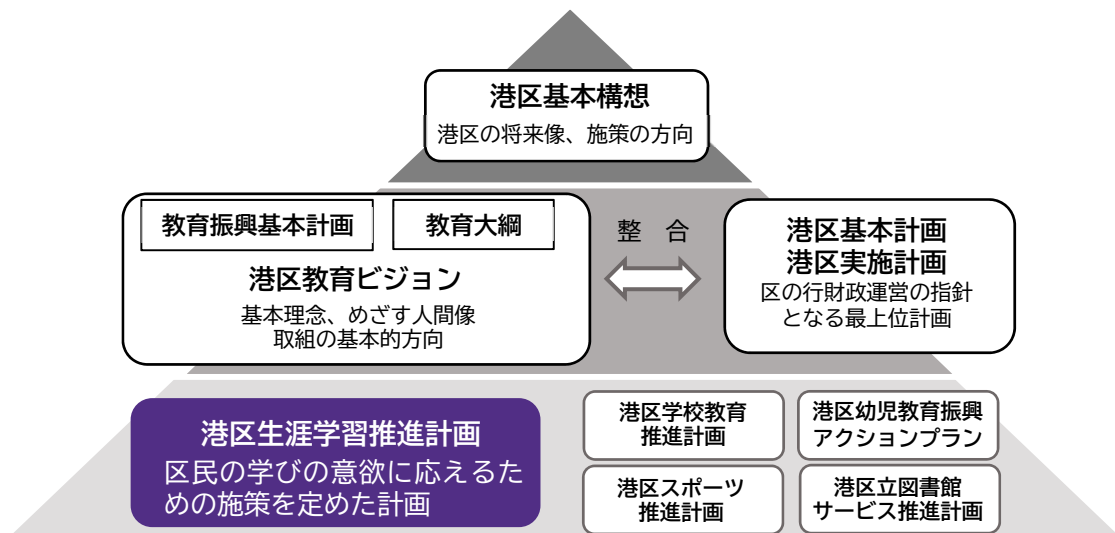 港区基本構想
港区の将来像、施策の方向
教育振興基本計画
教育大綱
港区教育ビジョン
基本理念、めざす人間像
取組の基本的方向
整 合
港区基本計画
港区実施計画
区の行財政運営の指針
となる最上位計画
港区生涯学習推進計画
区民の学びの意欲に応えるた
めの施策を定めた計画
港区学校教育
推進計画
港区幼児教育振興
アクションプラン
港区スポーツ
推進計画
港区立図書館
サービス推進計画